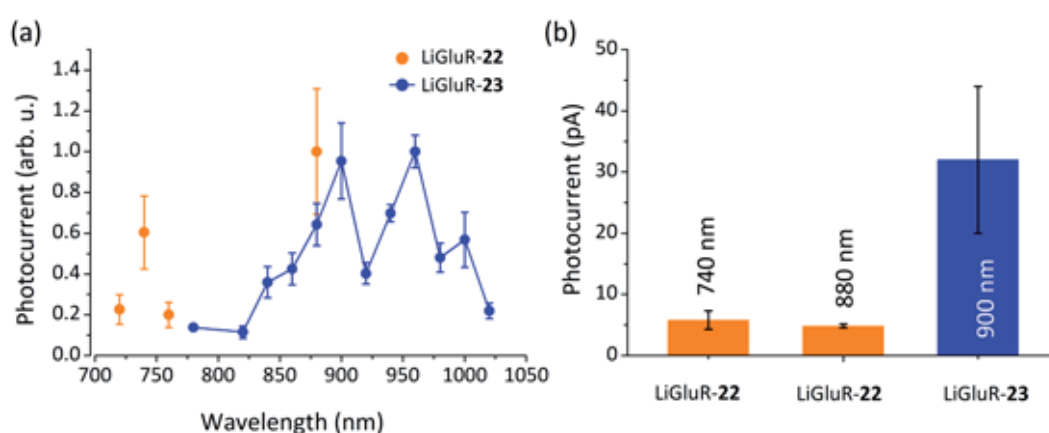 (a)
LiGluR-22
LiGluR-23
Photocurrent (arb. u.)
1.4
1.2
1.0
0.8
0.6
0.4
0.2
0.0
700 750 800 850 900 950 1000 1050
Wavelength (nm)
(b)
Photocurrent (pA)
50
40
30
20
10
0
740 nm
880 nm
900 nm
LiGluR-22 LiGluR-22 LiGluR-23